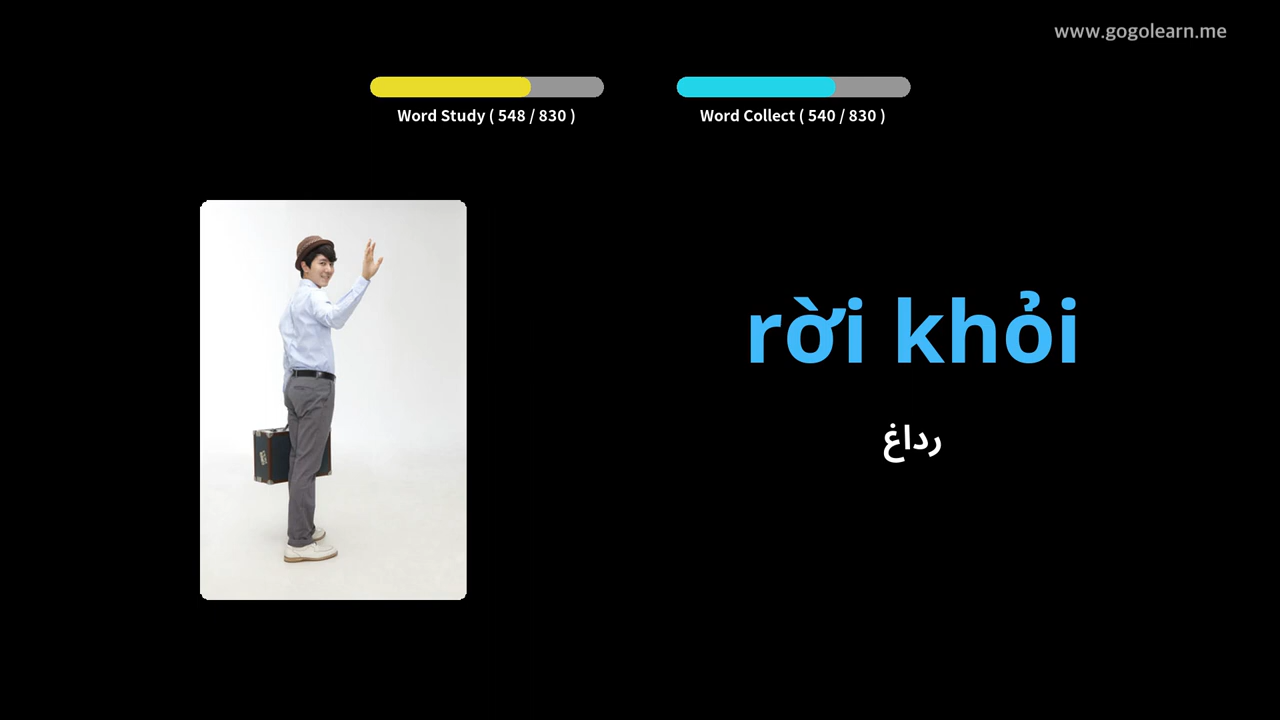 www.gogolearn.me
Word Study ( 548 / 830 )
Word Collect ( 540 / 830 )
rời khỏi
رداغ